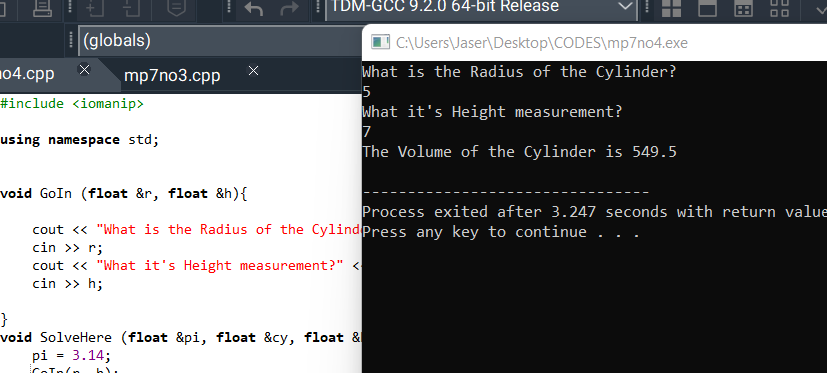 TDM-GCC 9.2.0 64-bit Release
(globals)
no4.cpp
mp7no3.cpp
#include <iomanip>
using namespace std;
void GoIn (float &r, float &h){
cout << "What is the Radius of the Cylind
cin >> r;
cout << "What it's Height measurement?" <
cin >> h;
}
void SolveHere (float &pi, float &cy, float &
pi = 3.14;
GoIn(r, h);
C:\Users\Jaser\Desktop\CODES\mp7no4.exe
What is the Radius of the Cylinder?
5
What it's Height measurement?
7
The Volume of the Cylinder is 549.5
--------------------------------
Process exited after 3.247 seconds with return value
Press any key to continue . . .